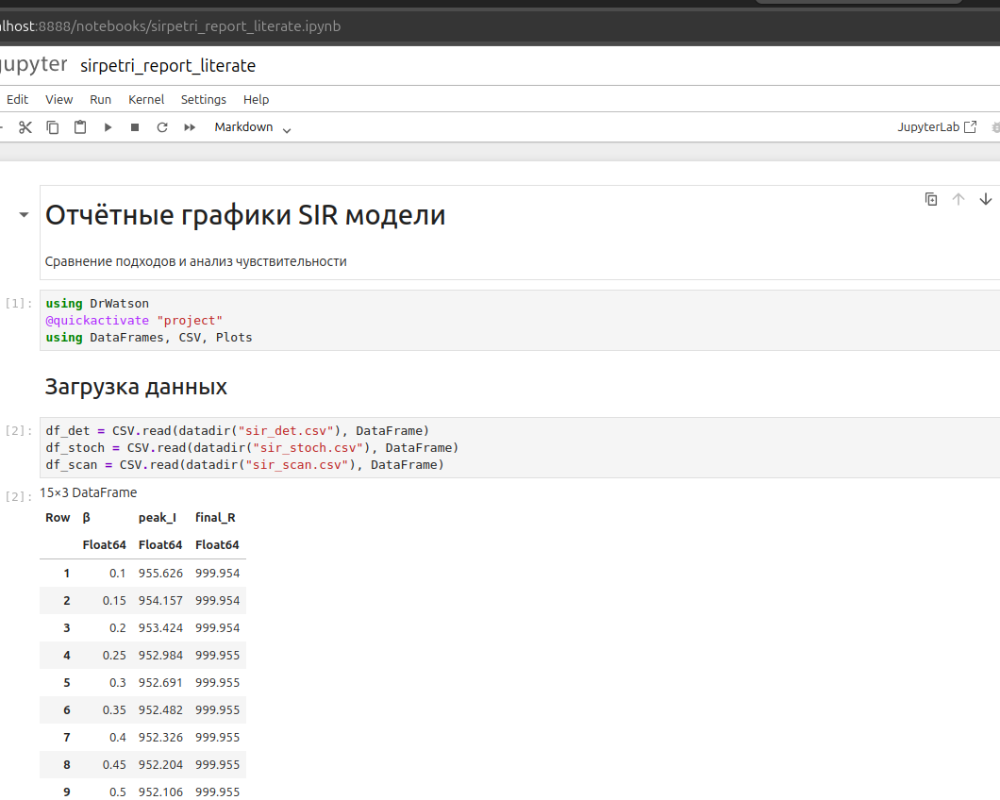 lhost:8888/notebooks/sirpetri_report_literate.ipynb
jupyter sirpetri_report_literate
Edit View Run Kernel Settings Help
Markdown JupyterLab
Отчётные графики SIR модели
Сравнение подходов и анализ чувствительности
[1]: using DrWatson
@quickactivate "project"
using DataFrames, CSV, Plots
Загрузка данных
[2]: df_det = CSV.read(datadir("sir_det.csv"), DataFrame)
df_stoch = CSV.read(datadir("sir_stoch.csv"), DataFrame)
df_scan = CSV.read(datadir("sir_scan.csv"), DataFrame)
[2]: 15×3 DataFrame
Row β peak_I final_R
Float64 Float64 Float64
1 0.1 955.626 999.954
2 0.15 954.157 999.954
3 0.2 953.424 999.954
4 0.25 952.984 999.955
5 0.3 952.691 999.955
6 0.35 952.482 999.955
7 0.4 952.326 999.955
8 0.45 952.204 999.955
9 0.5 952.106 999.955